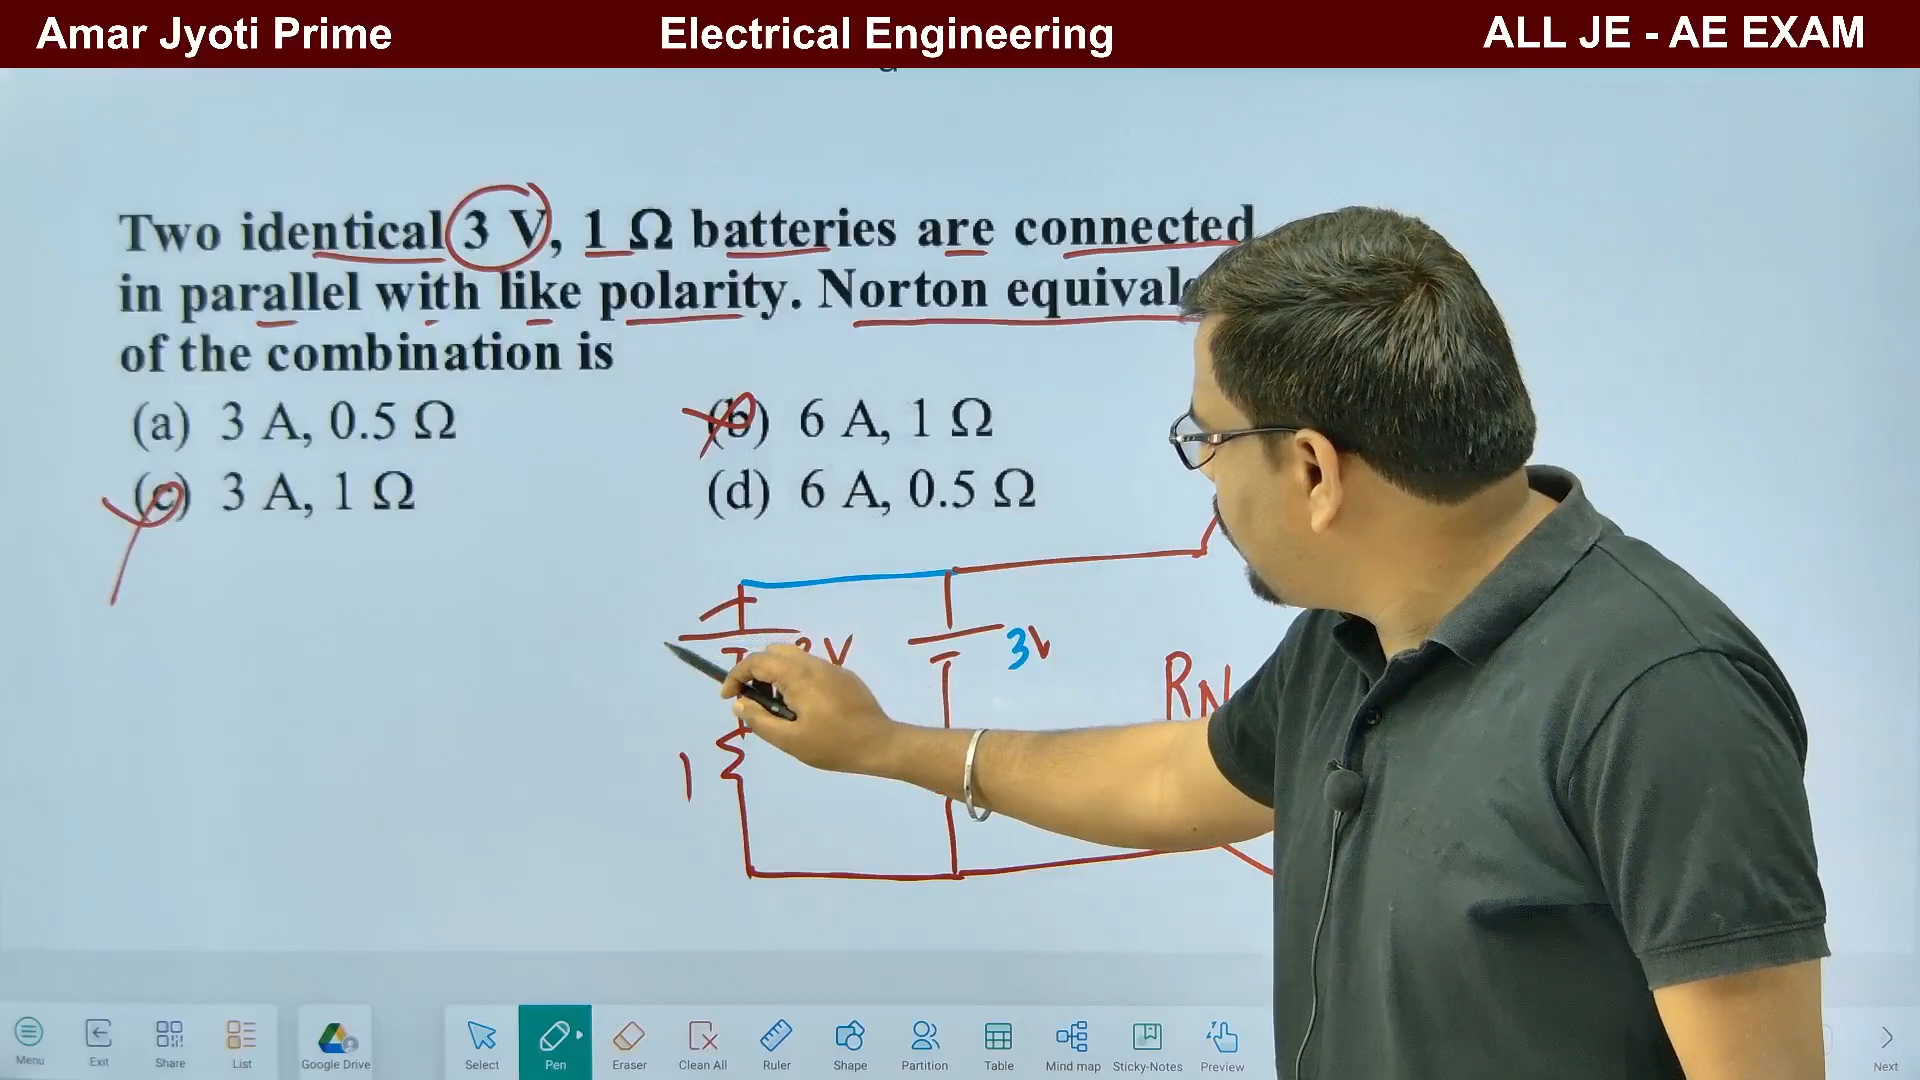 Amar Jyoti Prime Electrical Engineering ALL JE - AE EXAM
Two identical 3 V, 1 Ω batteries are connected
in parallel with like polarity. Norton
of the combination is
(a) 3 A, 0.5 Ω (b) 6 A, 1 Ω
(c) 3 A, 1 Ω (d) 6 A, 0.5 Ω
V 3V
RN
1
Menu Exit Share List Google Drive Select Pen Eraser Clean All Ruler Shape Partition Table Mind map Sticky-Notes Preview Next